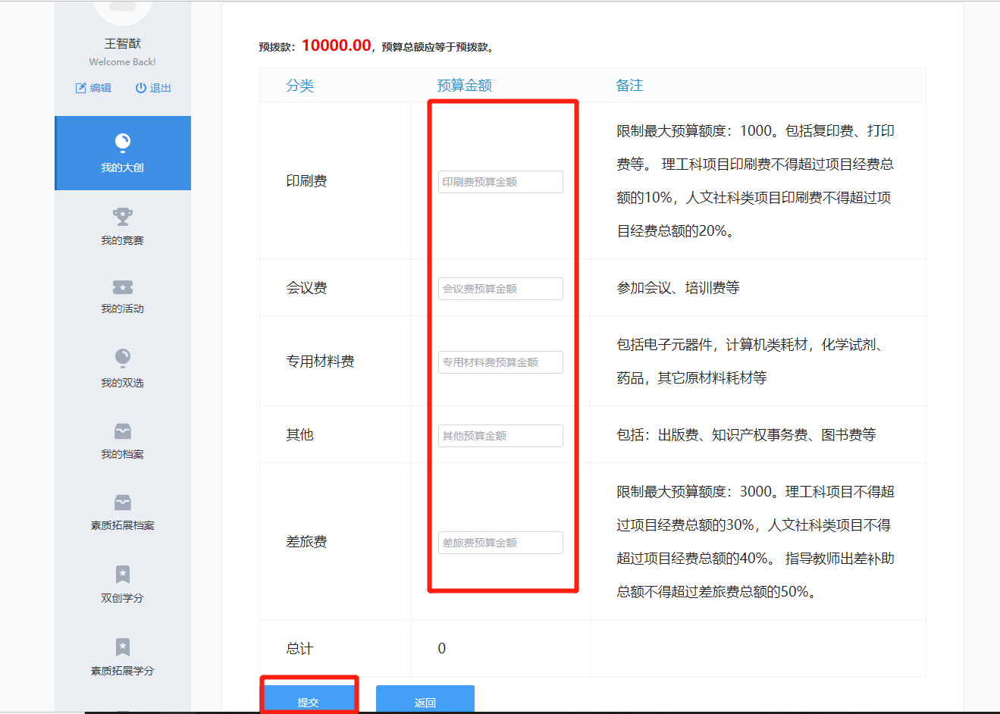 王智猷
Welcome Back!
编辑
退出
我的大创
我的竞赛
我的活动
我的双选
我的档案
素质拓展档案
双创学分
素质拓展学分
预拨款：10000.00，预算总额应等于预拨款。
分类
预算金额
备注
印刷费
印刷费预算金额
限制最大预算额度：1000。包括复印费、打印
费等。 理工科项目印刷费不得超过项目经费总
额的10%，人文社科类项目印刷费不得超过项
目经费总额的20%。
会议费
会议费预算金额
参加会议、培训费等
专用材料费
专用材料费预算金额
包括电子元器件，计算机类耗材，化学试剂、
药品，其它原材料耗材等
其他
其他预算金额
包括：出版费、知识产权事务费、图书费等
差旅费
差旅费预算金额
限制最大预算额度：3000。理工科项目不得超
过项目经费总额的30%，人文社科类项目不得
超过项目经费总额的40%。 指导教师出差补助
总额不得超过差旅费总额的50%。
总计
0
提交
返回